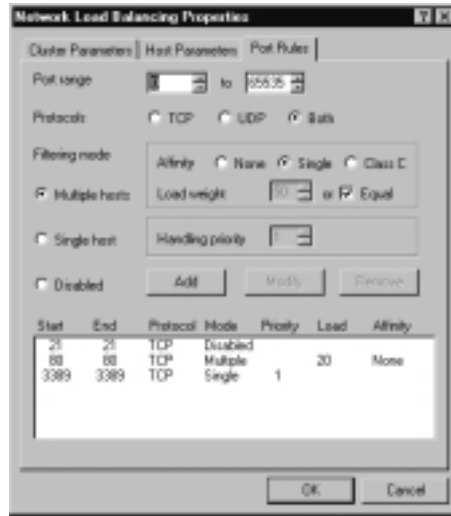 Network Load Balancing Properties
Cluster Parameters Host Parameters Port Rules
Port range 0 to 65535
Protocols TCP UDP Both
Filtering mode
Affinity None Single Class C
Multiple hosts Load weight 50 or Equal
Single host Handling priority 1
Disabled Add Modify Remove
Start End Protocol Mode Priority Load Affinity
21 21 TCP Disabled
80 80 TCP Multiple 20 None
3389 3389 TCP Single 1
OK Cancel